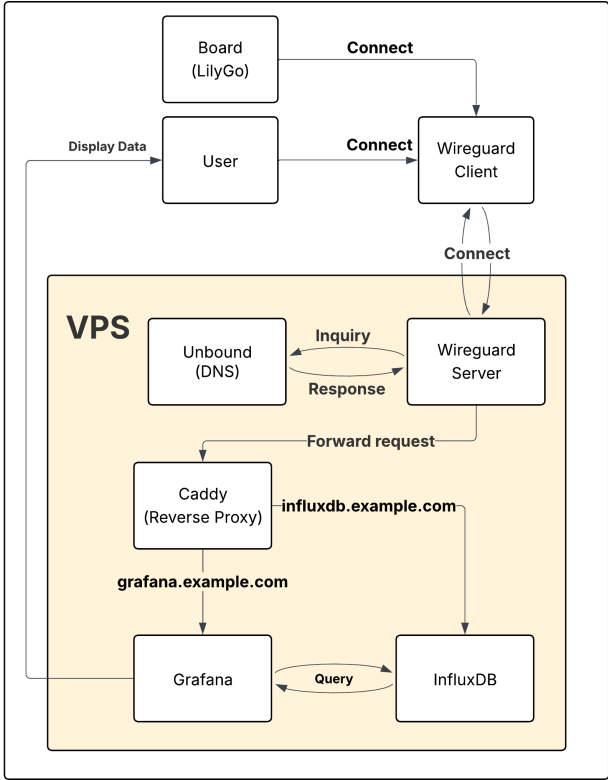 Board
(LilyGo)
Connect
Display Data
User
Connect
Wireguard
Client
Connect
VPS
Unbound
(DNS)
Inquiry
Response
Wireguard
Server
Forward request
Caddy
(Reverse Proxy)
influxdb.example.com
grafana.example.com
Grafana
Query
InfluxDB